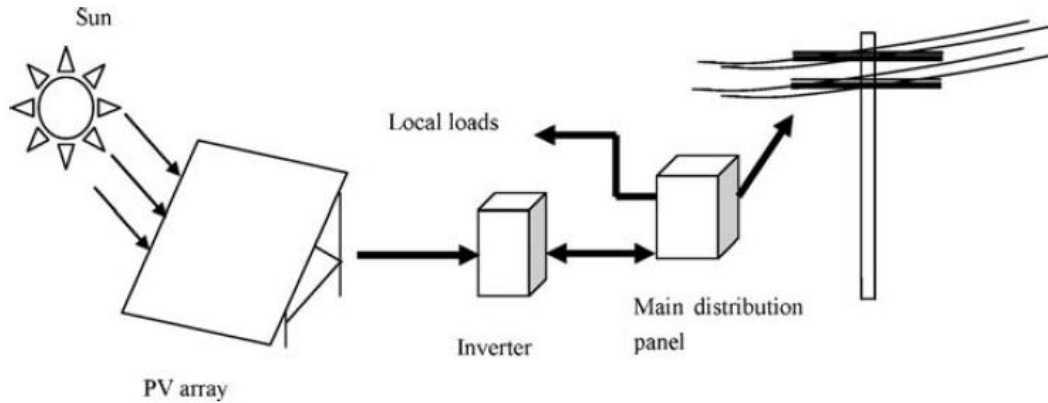 Sun
Local loads
Main distribution
panel
Inverter
PV array